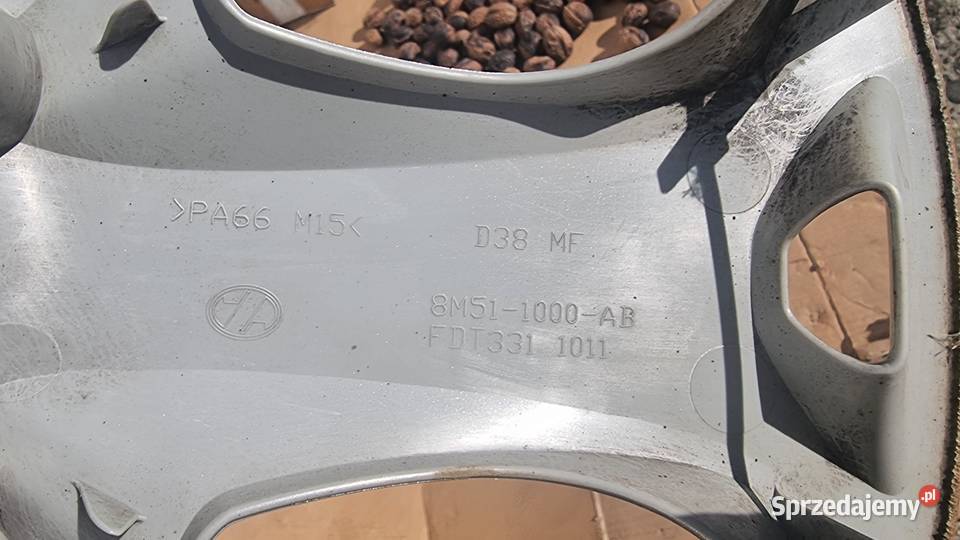 >PA66 M15<
D38 MF
8M51-1000-AB
FDT331 1011
Sprzedajemy.pl